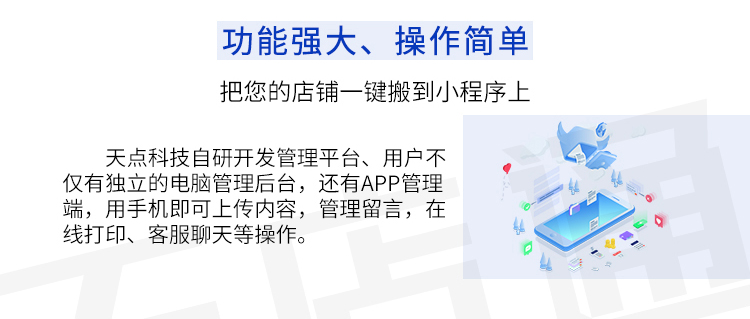 功能强大、操作简单
把您的店铺一键搬到小程序上
天点科技自研开发管理平台、用户不
仅有独立的电脑管理后台，还有APP管理
端，用手机即可上传内容，管理留言，在
线打印、客服聊天等操作。